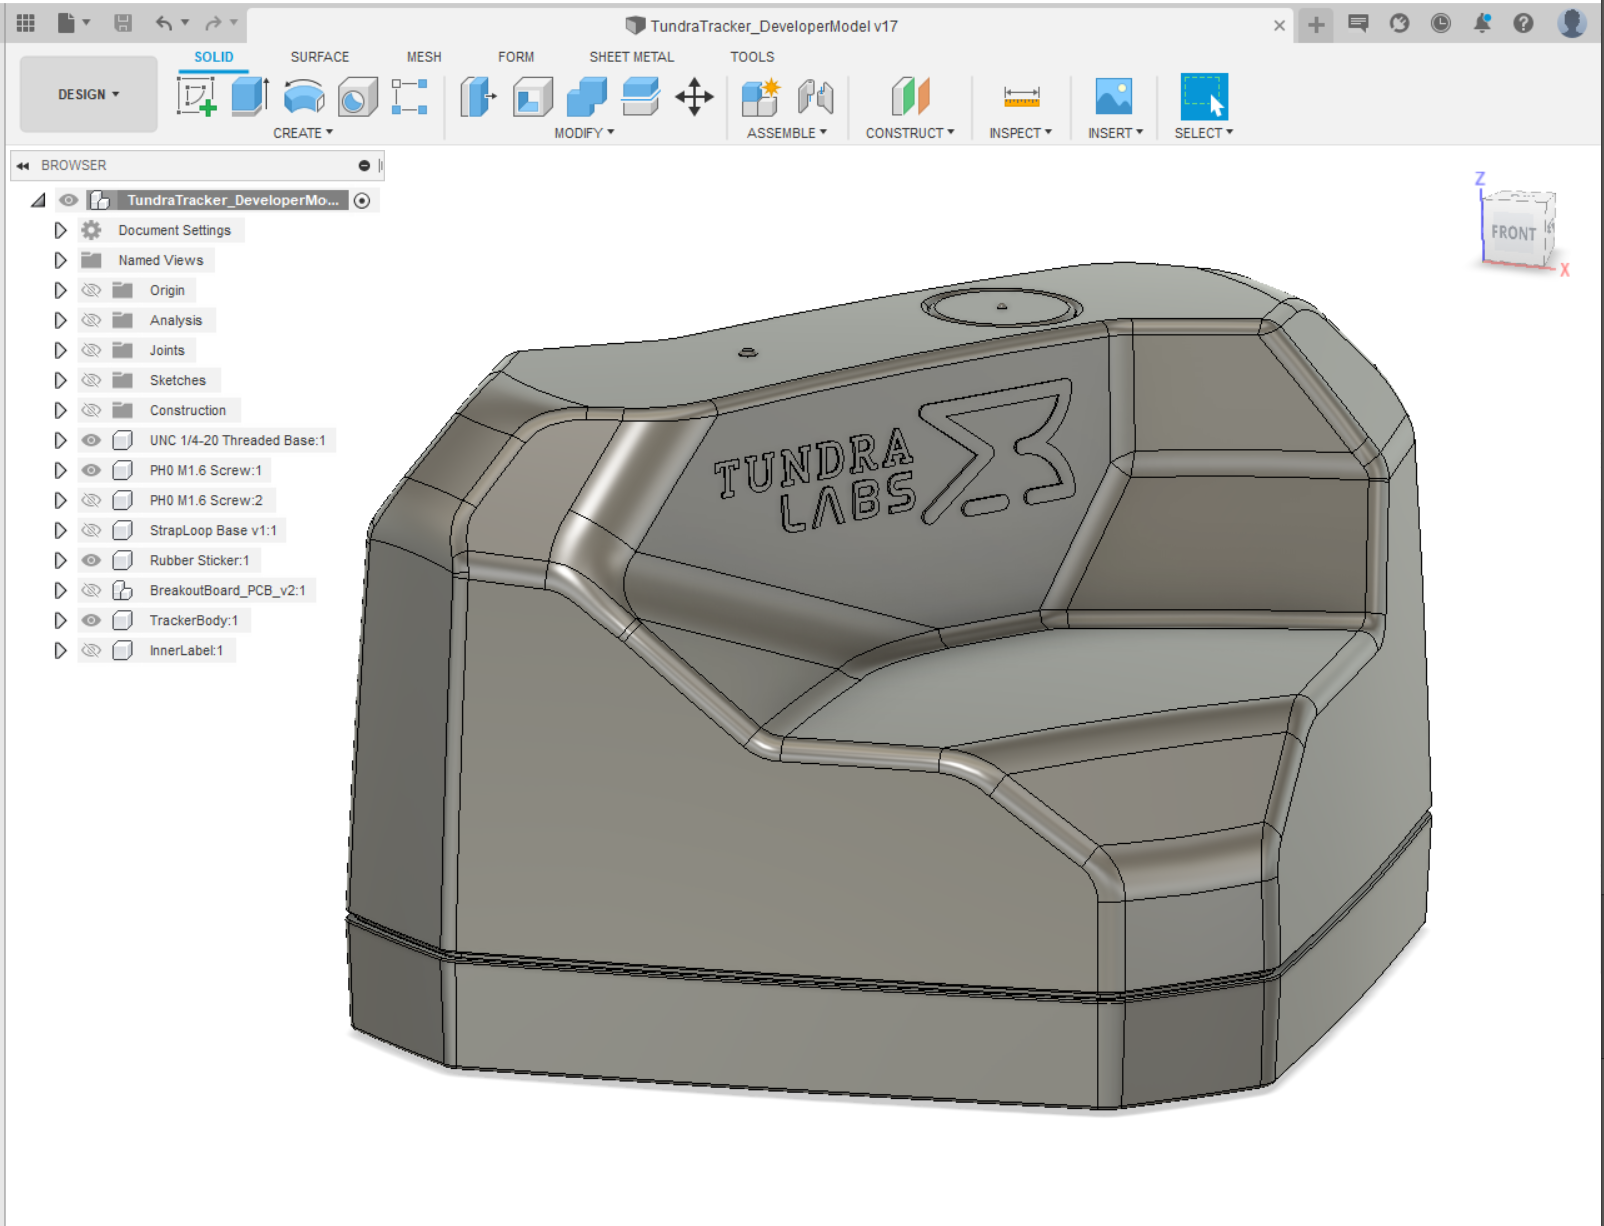 TundraTracker_DeveloperModel v17
SOLID SURFACE MESH FORM SHEET METAL TOOLS
DESIGN
CREATE MODIFY ASSEMBLE CONSTRUCT INSPECT INSERT SELECT
BROWSER
TundraTracker_DeveloperMo...
Document Settings
Named Views
Origin
Analysis
Joints
Sketches
Construction
UNC 1/4-20 Threaded Base:1
PH0 M1.6 Screw:1
PH0 M1.6 Screw:2
StrapLoop Base v1:1
Rubber Sticker:1
BreakoutBoard_PCB_v2:1
TrackerBody:1
InnerLabel:1
Z
FRONT
X
TUNDRA
LABS